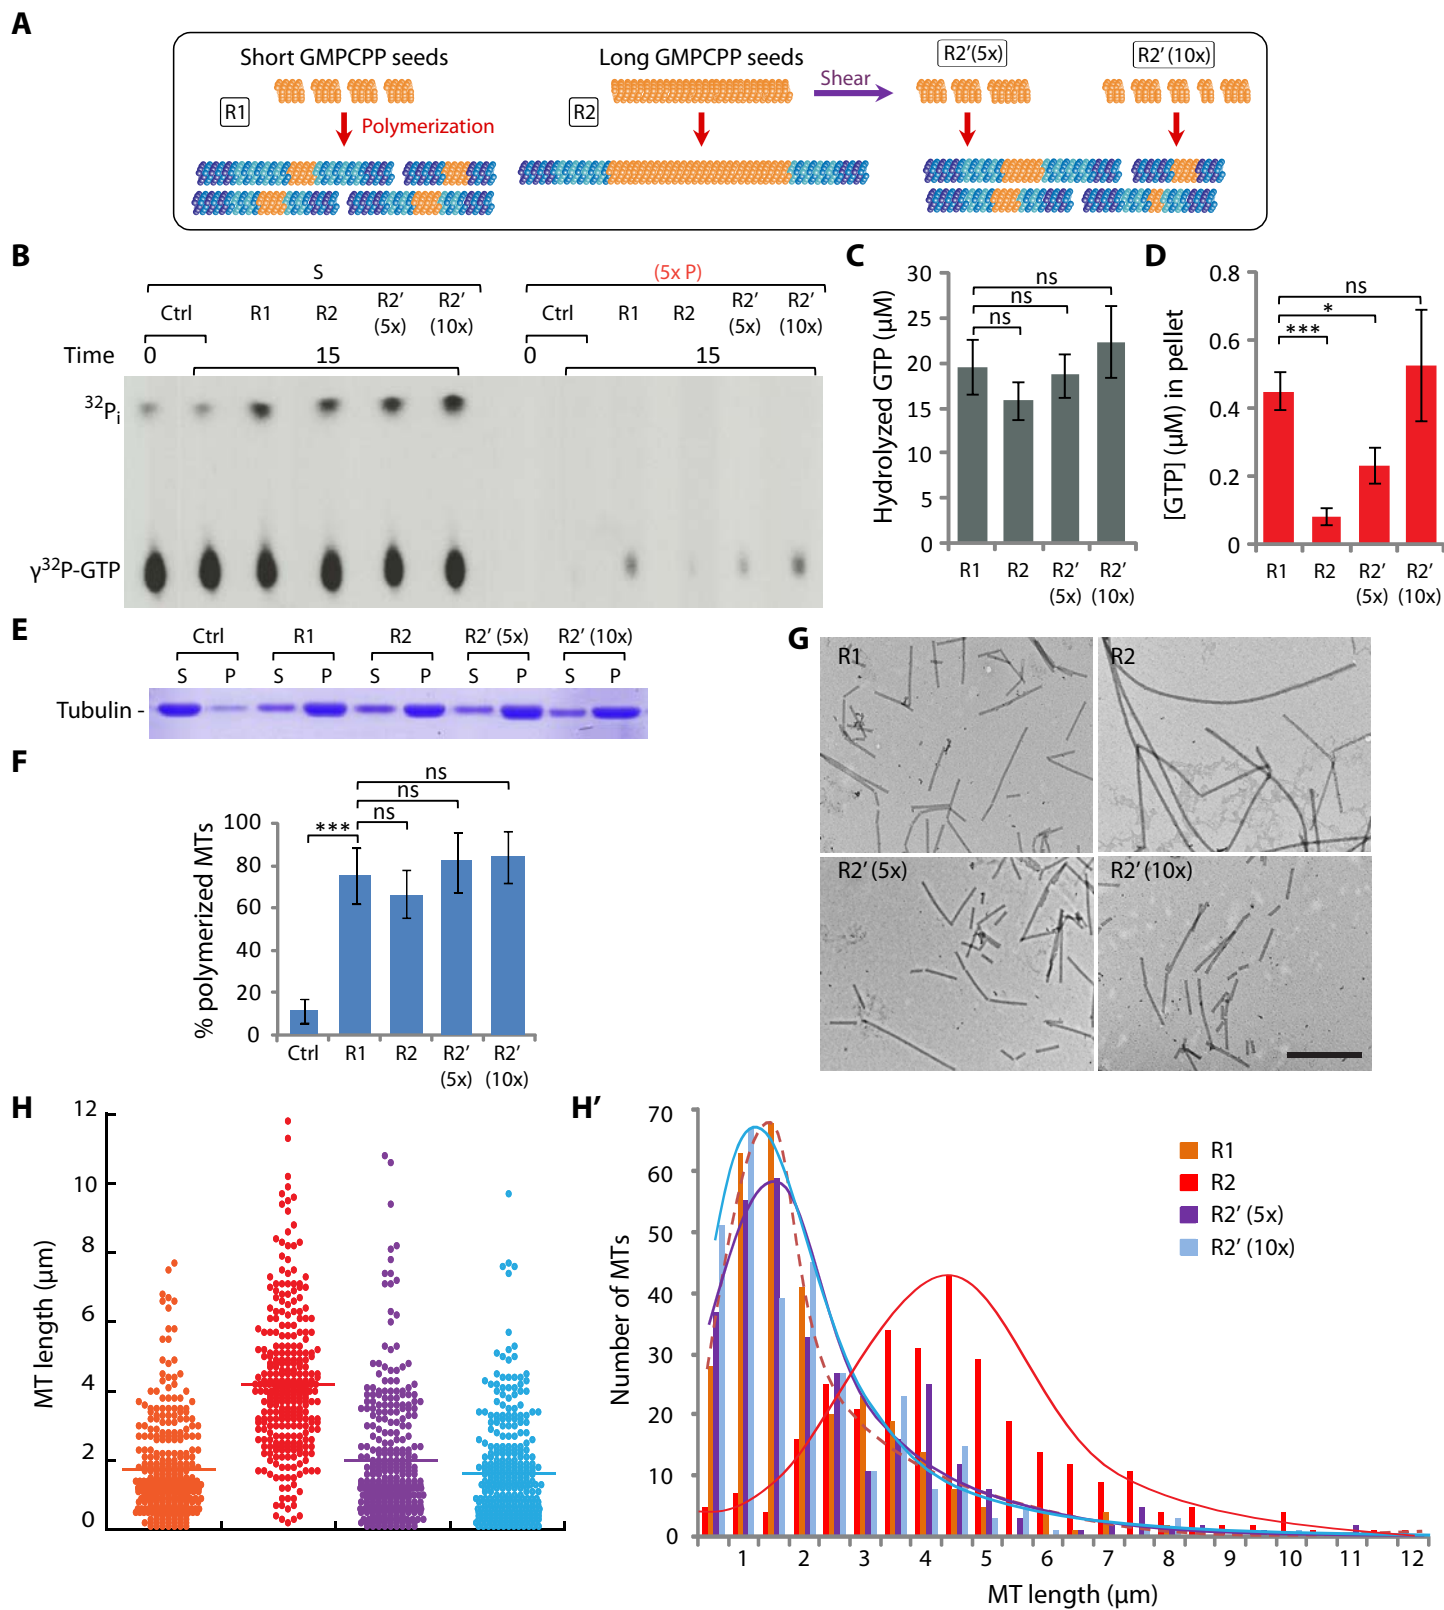 A
Short GMPCPP seeds
Long GMPCPP seeds
Shear
R2’(5x)
R2’ (10x)
R1
Polymerization
R2
B
S
(5x P)
Ctrl R1 R2 R2’ (5x) R2’ (10x)
Ctrl R1 R2 R2’ (5x) R2’ (10x)
Time 0 15 0 15
32Pi
γ32P-GTP
C
Hydrolyzed GTP (μM)
30
25
20
15
10
5
0
ns
ns
ns
R1 R2 R2’ (5x) R2’ (10x)
D
[GTP] (μM) in pellet
0.8
0.6
0.4
0.2
0
ns
*
***
R1 R2 R2’ (5x) R2’ (10x)
E
Ctrl R1 R2 R2’ (5x) R2’ (10x)
S P S P S P S P S P
Tubulin -
F
% polymerized MTs
100
80
60
40
20
0
ns
ns
ns
***
Ctrl R1 R2 R2’ (5x) R2’ (10x)
G
R1
R2
R2’ (5x)
R2’ (10x)
H
MT length (μm)
12
10
8
6
4
2
0
H’
Number of MTs
70
60
50
40
30
20
10
0
R1
R2
R2’ (5x)
R2’ (10x)
1 2 3 4 5 6 7 8 9 10 11 12
MT length (μm)